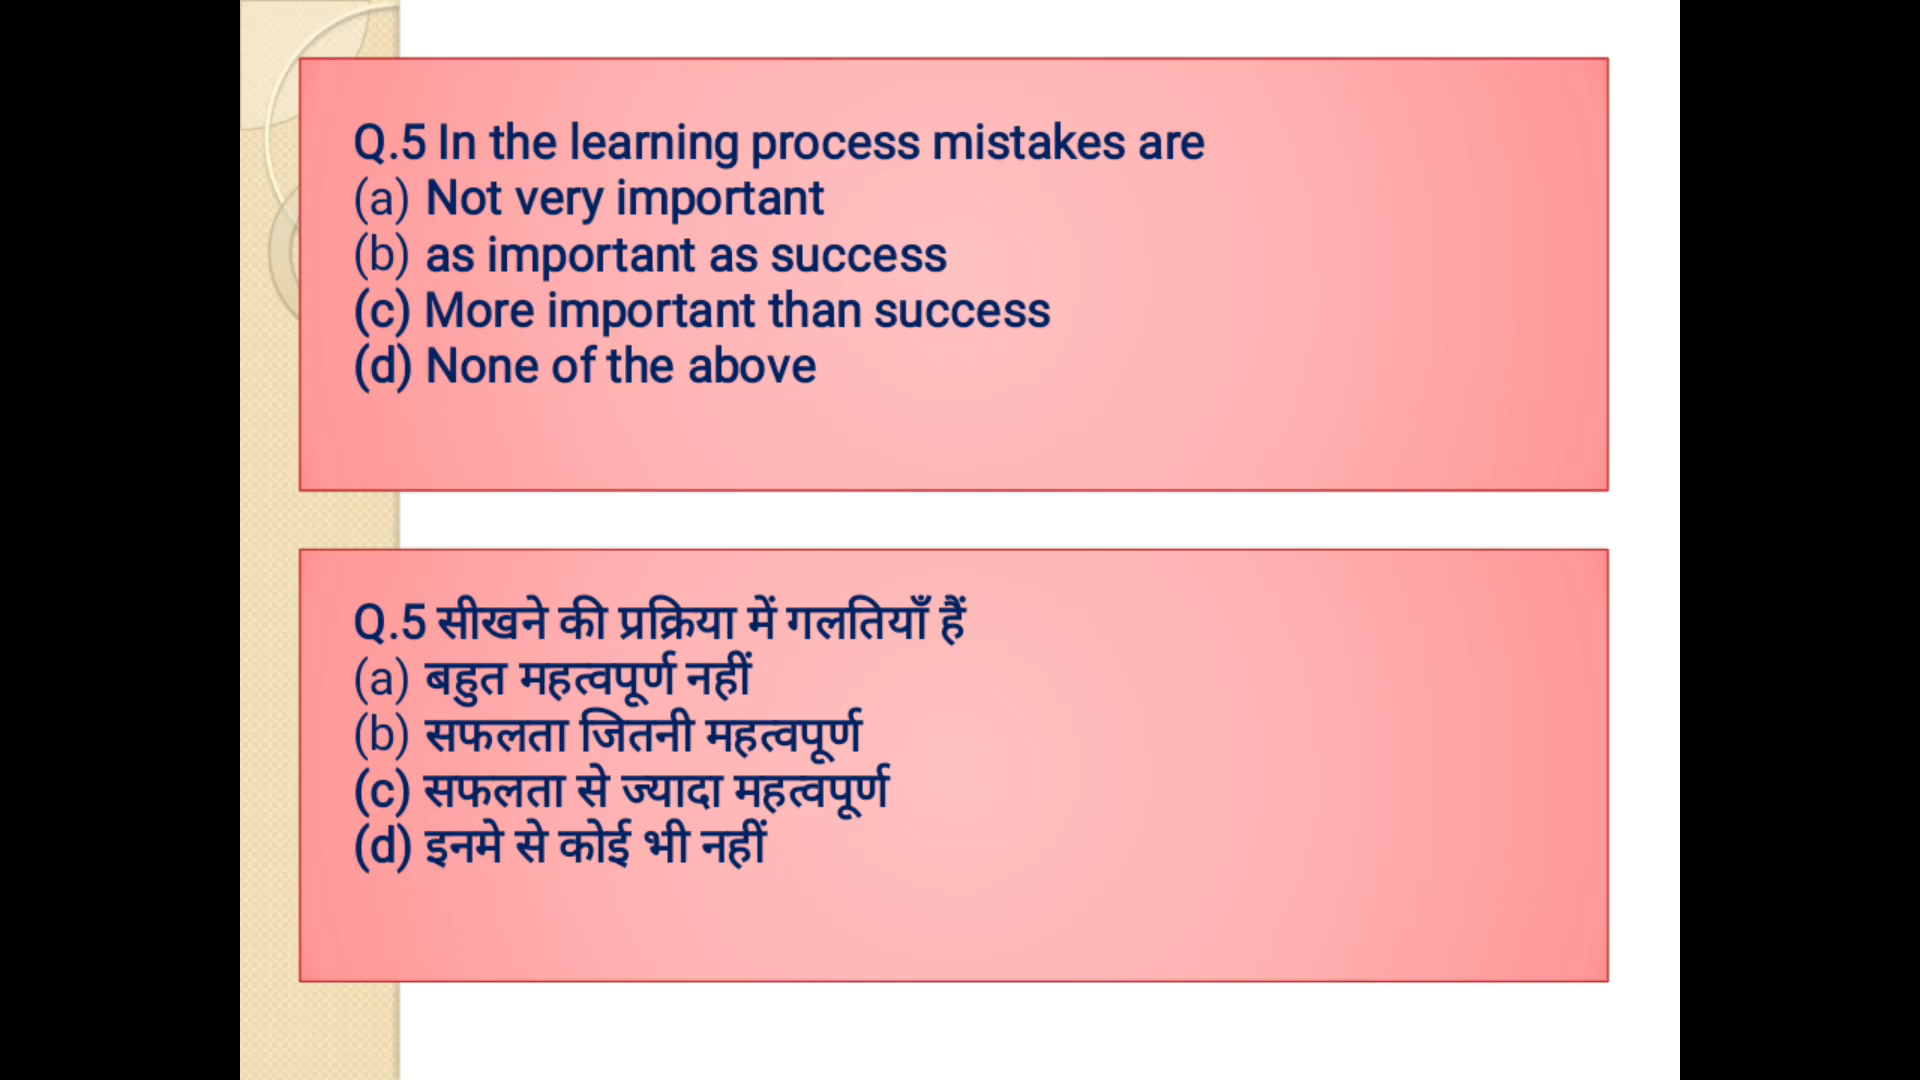 Q.5 In the learning process mistakes are
(a) Not very important
(b) as important as success
(c) More important than success
(d) None of the above
Q.5 सीखने की प्रक्रिया में गलतियाँ हैं
(a) बहुत महत्वपूर्ण नहीं
(b) सफलता जितनी महत्वपूर्ण
(c) सफलता से ज्यादा महत्वपूर्ण
(d) इनमे से कोई भी नहीं